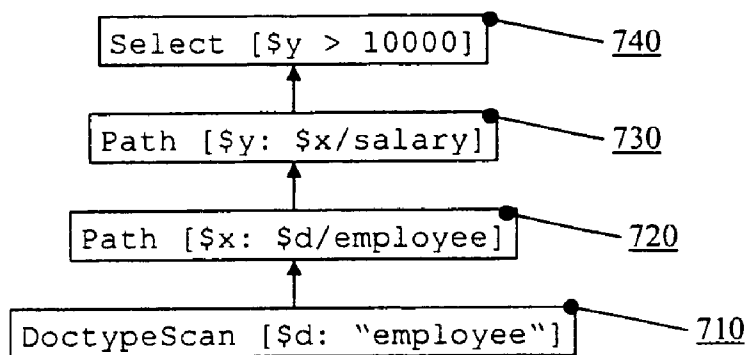 Select [$y > 10000] 740
Path [$y: $x/salary] 730
Path [$x: $d/employee] 720
DoctypeScan [$d: “employee“] 710